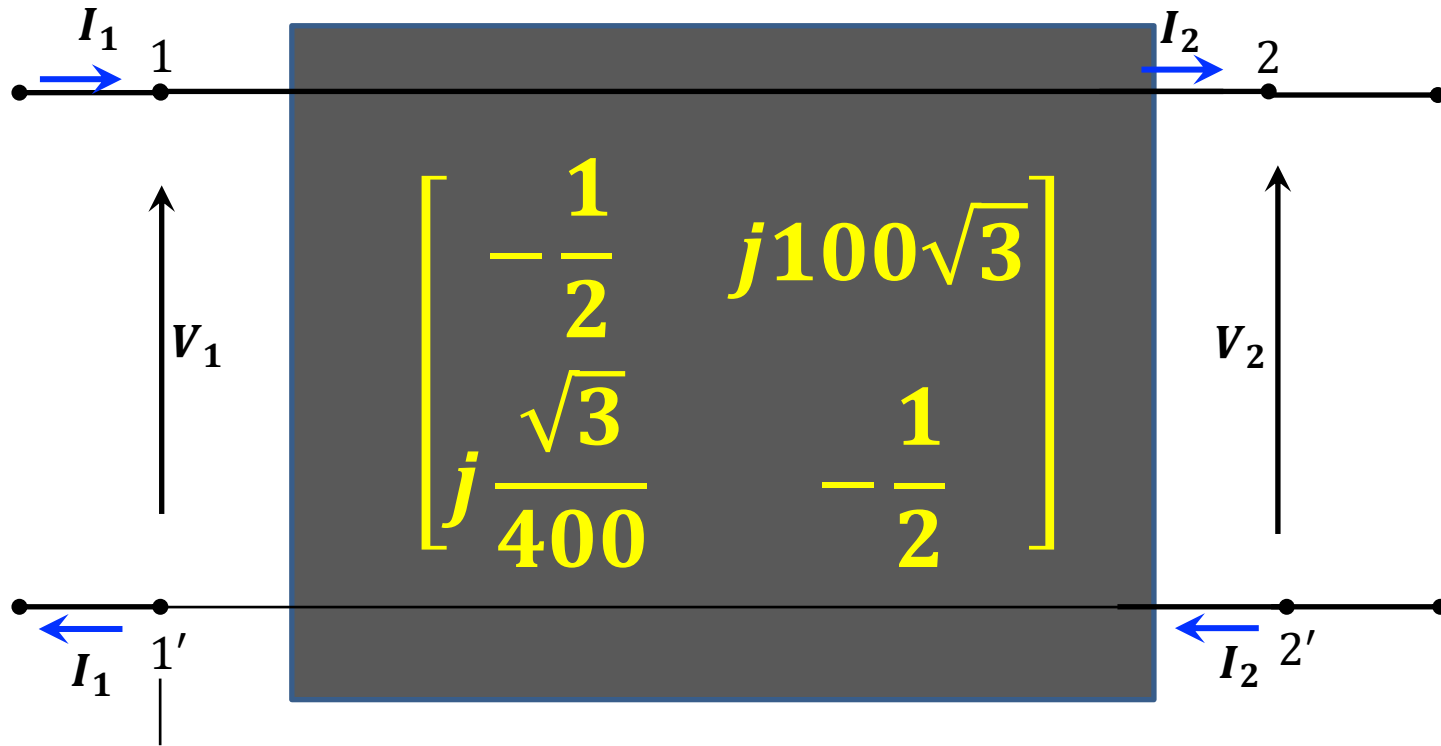 I₁ 1 I₂ 2
−1/2 j100√3
V₁ V₂
j√3/400 −1/2
I₁ 1′ I₂ 2′